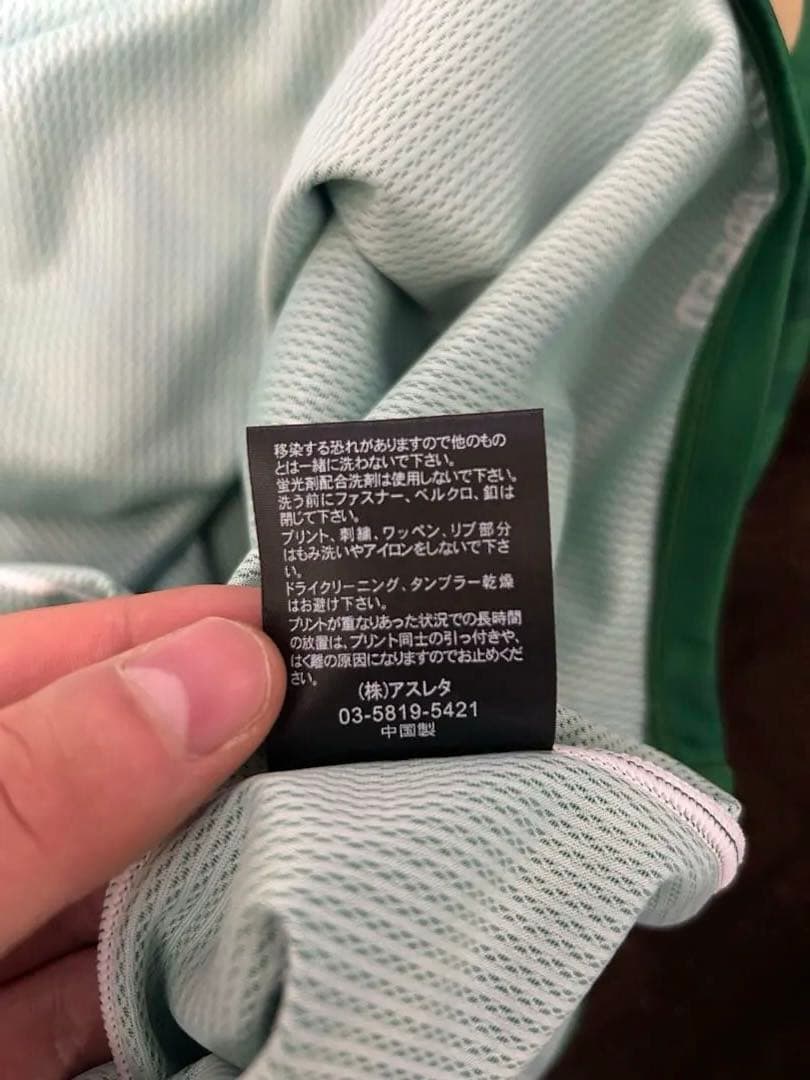 移染する恐れがありますので他のもの
とは一緒に洗わないで下さい。
蛍光剤配合洗剤は使用しないで下さい。
洗う前にファスナー、ベルクロ、釦は
閉じて下さい。
プリント、刺繍、ワッペン、リブ部分
はもみ洗いやアイロンをしないで下さ
い。
ドライクリーニング、タンブラー乾燥
はお避け下さい。
プリントが重なりあった状況での長時間
の放置は、プリント同士の引っ付きや、
はく離の原因になりますのでお止めくだ
さい。
(株)アスレタ
03-5819-5421
中国製